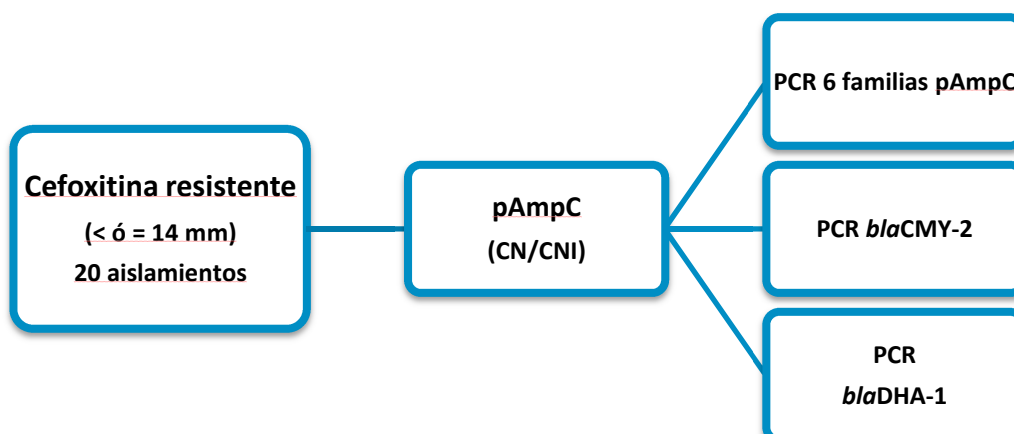 Cefoxitina resistente
(< ó = 14 mm)
20 aislamientos
pAmpC
(CN/CNI)
PCR 6 familias pAmpC
PCR blaCMY-2
PCR
blaDHA-1